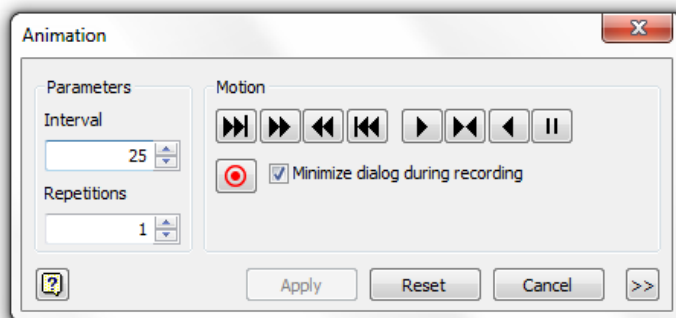 Animation
Parameters
Motion
Interval
25
Minimize dialog during recording
Repetitions
1
?
Apply
Reset
Cancel
>>